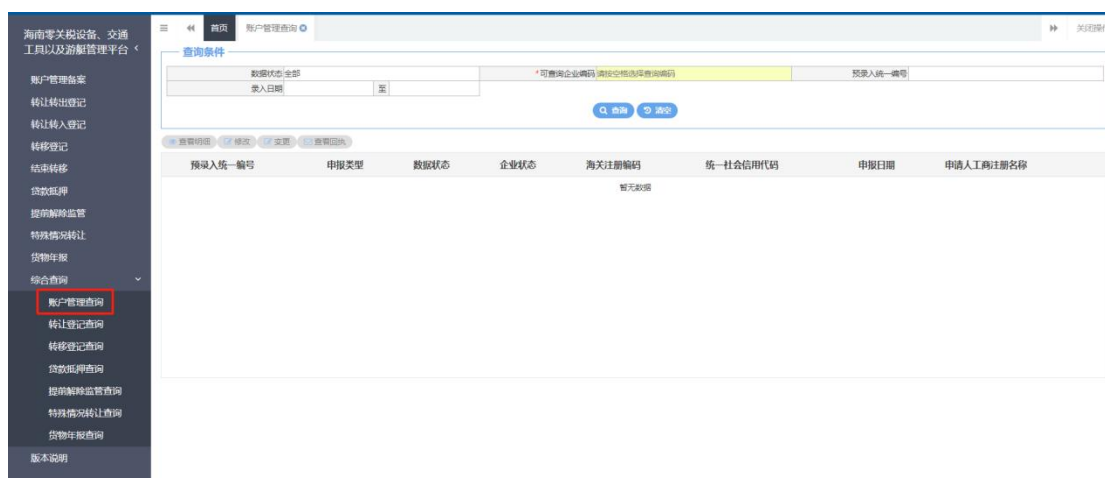 海南零关税设备、交通
工具以及游艇管理平台
账户管理备案
转让转出登记
转让转入登记
转移登记
结束转移
贷款抵押
提前解除监管
特殊情况转让
货物年报
综合查询
账户管理查询
转让登记查询
转移登记查询
贷款抵押查询
提前解除监管查询
特殊情况转让查询
货物年报查询
版本说明
首页 账户管理查询 关闭操作
查询条件
数据状态 全部 *可查询企业编码 请按空格选择查询编码 预录入统一编号
录入日期 至
查询 清空
查看明细 修改 变更 查看回执
预录入统一编号 申报类型 数据状态 企业状态 海关注册编码 统一社会信用代码 申报日期 申请人工商注册名称
暂无数据